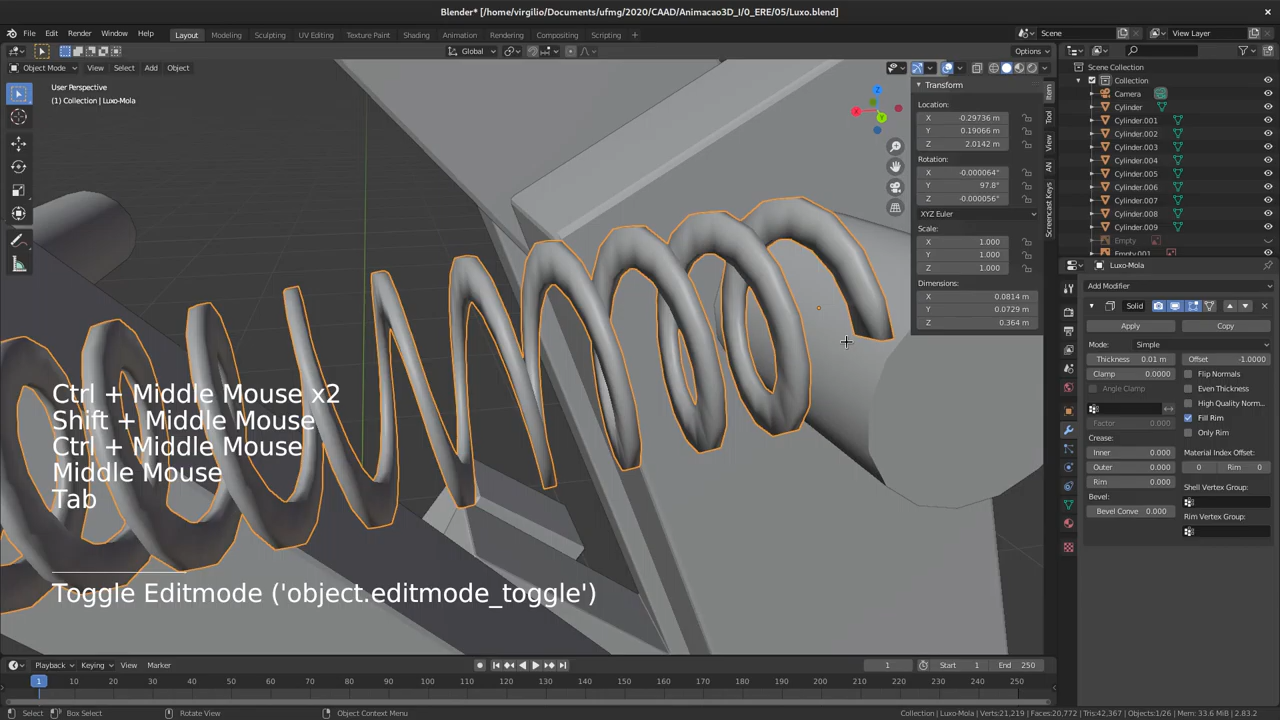 Blender* [/home/virgilio/Documents/ufmg/2020/CAAD/Animacao3D_I/0_ERE/05/Luxo.blend]
File Edit Render Window Help Layout Modeling Sculpting UV Editing Texture Paint Shading Animation Rendering Compositing Scripting + Scene View Layer
Global Options
Object Mode View Select Add Object
User Perspective
(1) Collection | Luxo-Mola
Transform
Location:
X -0.29736 m
Y 0.19066 m
Z 2.0142 m
Rotation:
X -0.000064°
Y 97.8°
Z -0.000056°
XYZ Euler
Scale:
X 1.000
Y 1.000
Z 1.000
Dimensions:
X 0.0814 m
Y 0.0729 m
Z 0.364 m
Item
Tool
View
AN
Screencast Keys
X
Y
Z
Scene Collection
Collection
Camera
Cylinder
Cylinder.001
Cylinder.002
Cylinder.003
Cylinder.004
Cylinder.005
Cylinder.006
Cylinder.007
Cylinder.008
Cylinder.009
Empty
Empty.001
Luxo-Mola
Add Modifier
Solid
Apply Copy
Mode: Simple
Thickness 0.01 m Offset -1.0000
Clamp 0.0000 Flip Normals
Angle Clamp Even Thickness
High Quality Norm...
Factor 0.000 Fill Rim
Crease: Only Rim
Inner 0.000 Material Index Offset:
Outer 0.000 0 Rim 0
Rim 0.000 Shell Vertex Group:
Bevel:
Bevel Conve 0.000 Rim Vertex Group:
Ctrl + Middle Mouse x2
Shift + Middle Mouse
Ctrl + Middle Mouse
Middle Mouse
Tab
Toggle Editmode ('object.editmode_toggle')
Playback Keying View Marker 1 Start 1 End 250
1 10 20 30 40 50 60 70 80 90 100 110 120 130 140 150 160 170 180 190 200 210 220 230 240 250
Select Box Select Rotate View Object Context Menu Collection | Luxo-Mola | Verts:21,219 | Faces:20,772 | Tris:42,367 | Objects:1/26 | Mem: 33.6 MiB | 2.83.2